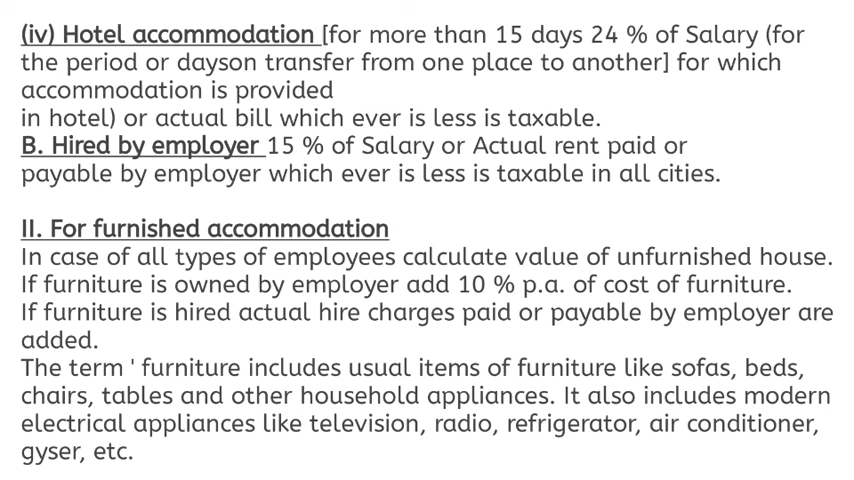 (iv) Hotel accommodation [for more than 15 days 24 % of Salary (for
the period or dayson transfer from one place to another] for which
accommodation is provided
in hotel) or actual bill which ever is less is taxable.
B. Hired by employer 15 % of Salary or Actual rent paid or
payable by employer which ever is less is taxable in all cities.
II. For furnished accommodation
In case of all types of employees calculate value of unfurnished house.
If furniture is owned by employer add 10 % p.a. of cost of furniture.
If furniture is hired actual hire charges paid or payable by employer are
added.
The term ' furniture includes usual items of furniture like sofas, beds,
chairs, tables and other household appliances. It also includes modern
electrical appliances like television, radio, refrigerator, air conditioner,
gyser, etc.